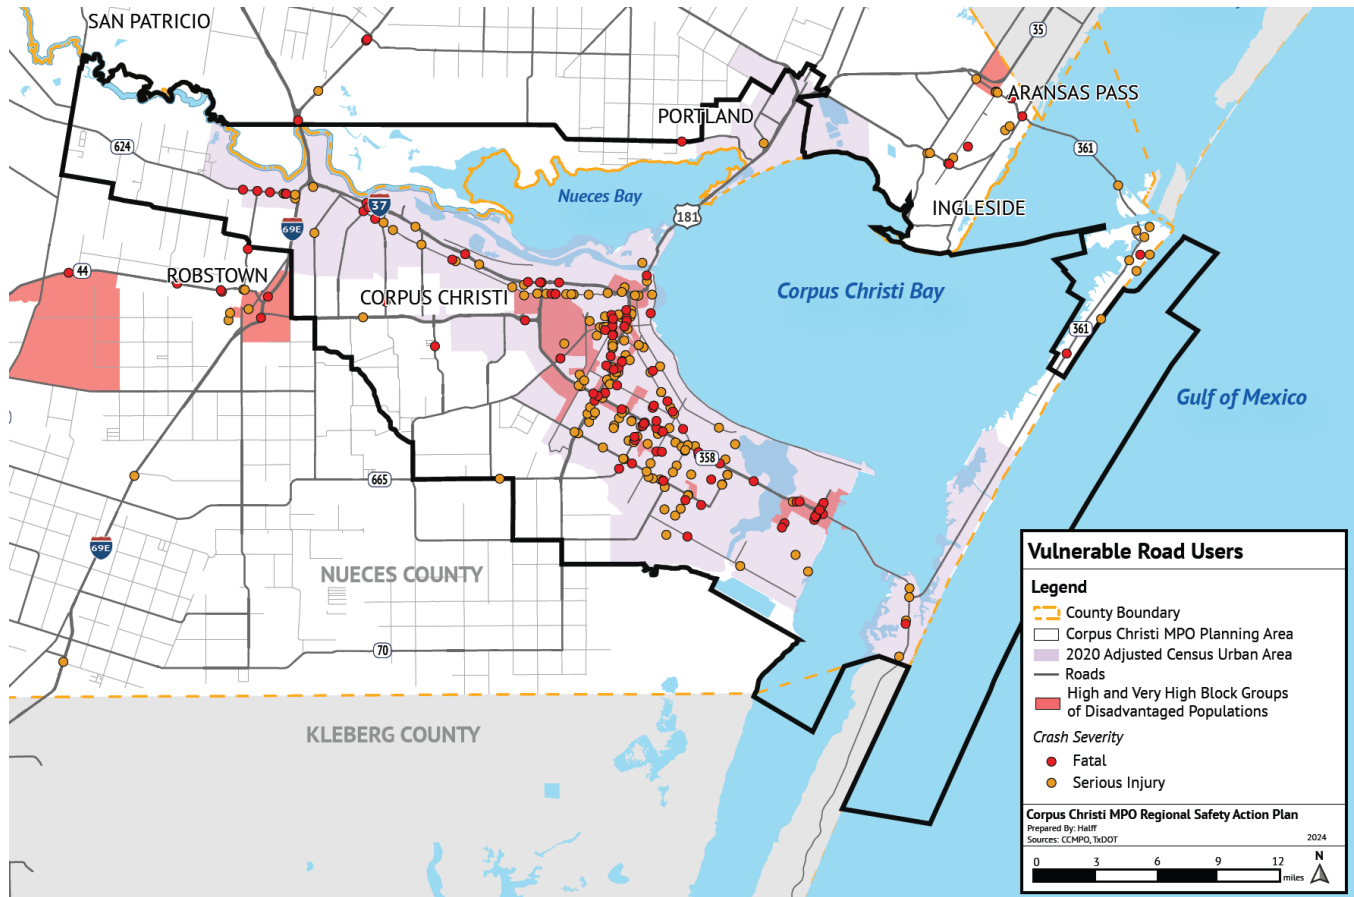 SAN PATRICIO
35
ARANSAS PASS
PORTLAND
624
361
37
Nueces Bay
INGLESIDE
181
69E
44
ROBSTOWN
CORPUS CHRISTI
Corpus Christi Bay
361
Gulf of Mexico
358
665
69E
NUECES COUNTY
70
KLEBERG COUNTY
Vulnerable Road Users
Legend
County Boundary
Corpus Christi MPO Planning Area
2020 Adjusted Census Urban Area
Roads
High and Very High Block Groups
of Disadvantaged Populations
Crash Severity
Fatal
Serious Injury
Corpus Christi MPO Regional Safety Action Plan
Prepared By: Halff
Sources: CCMPO, TxDOT
2024
0 3 6 9 12
miles
N